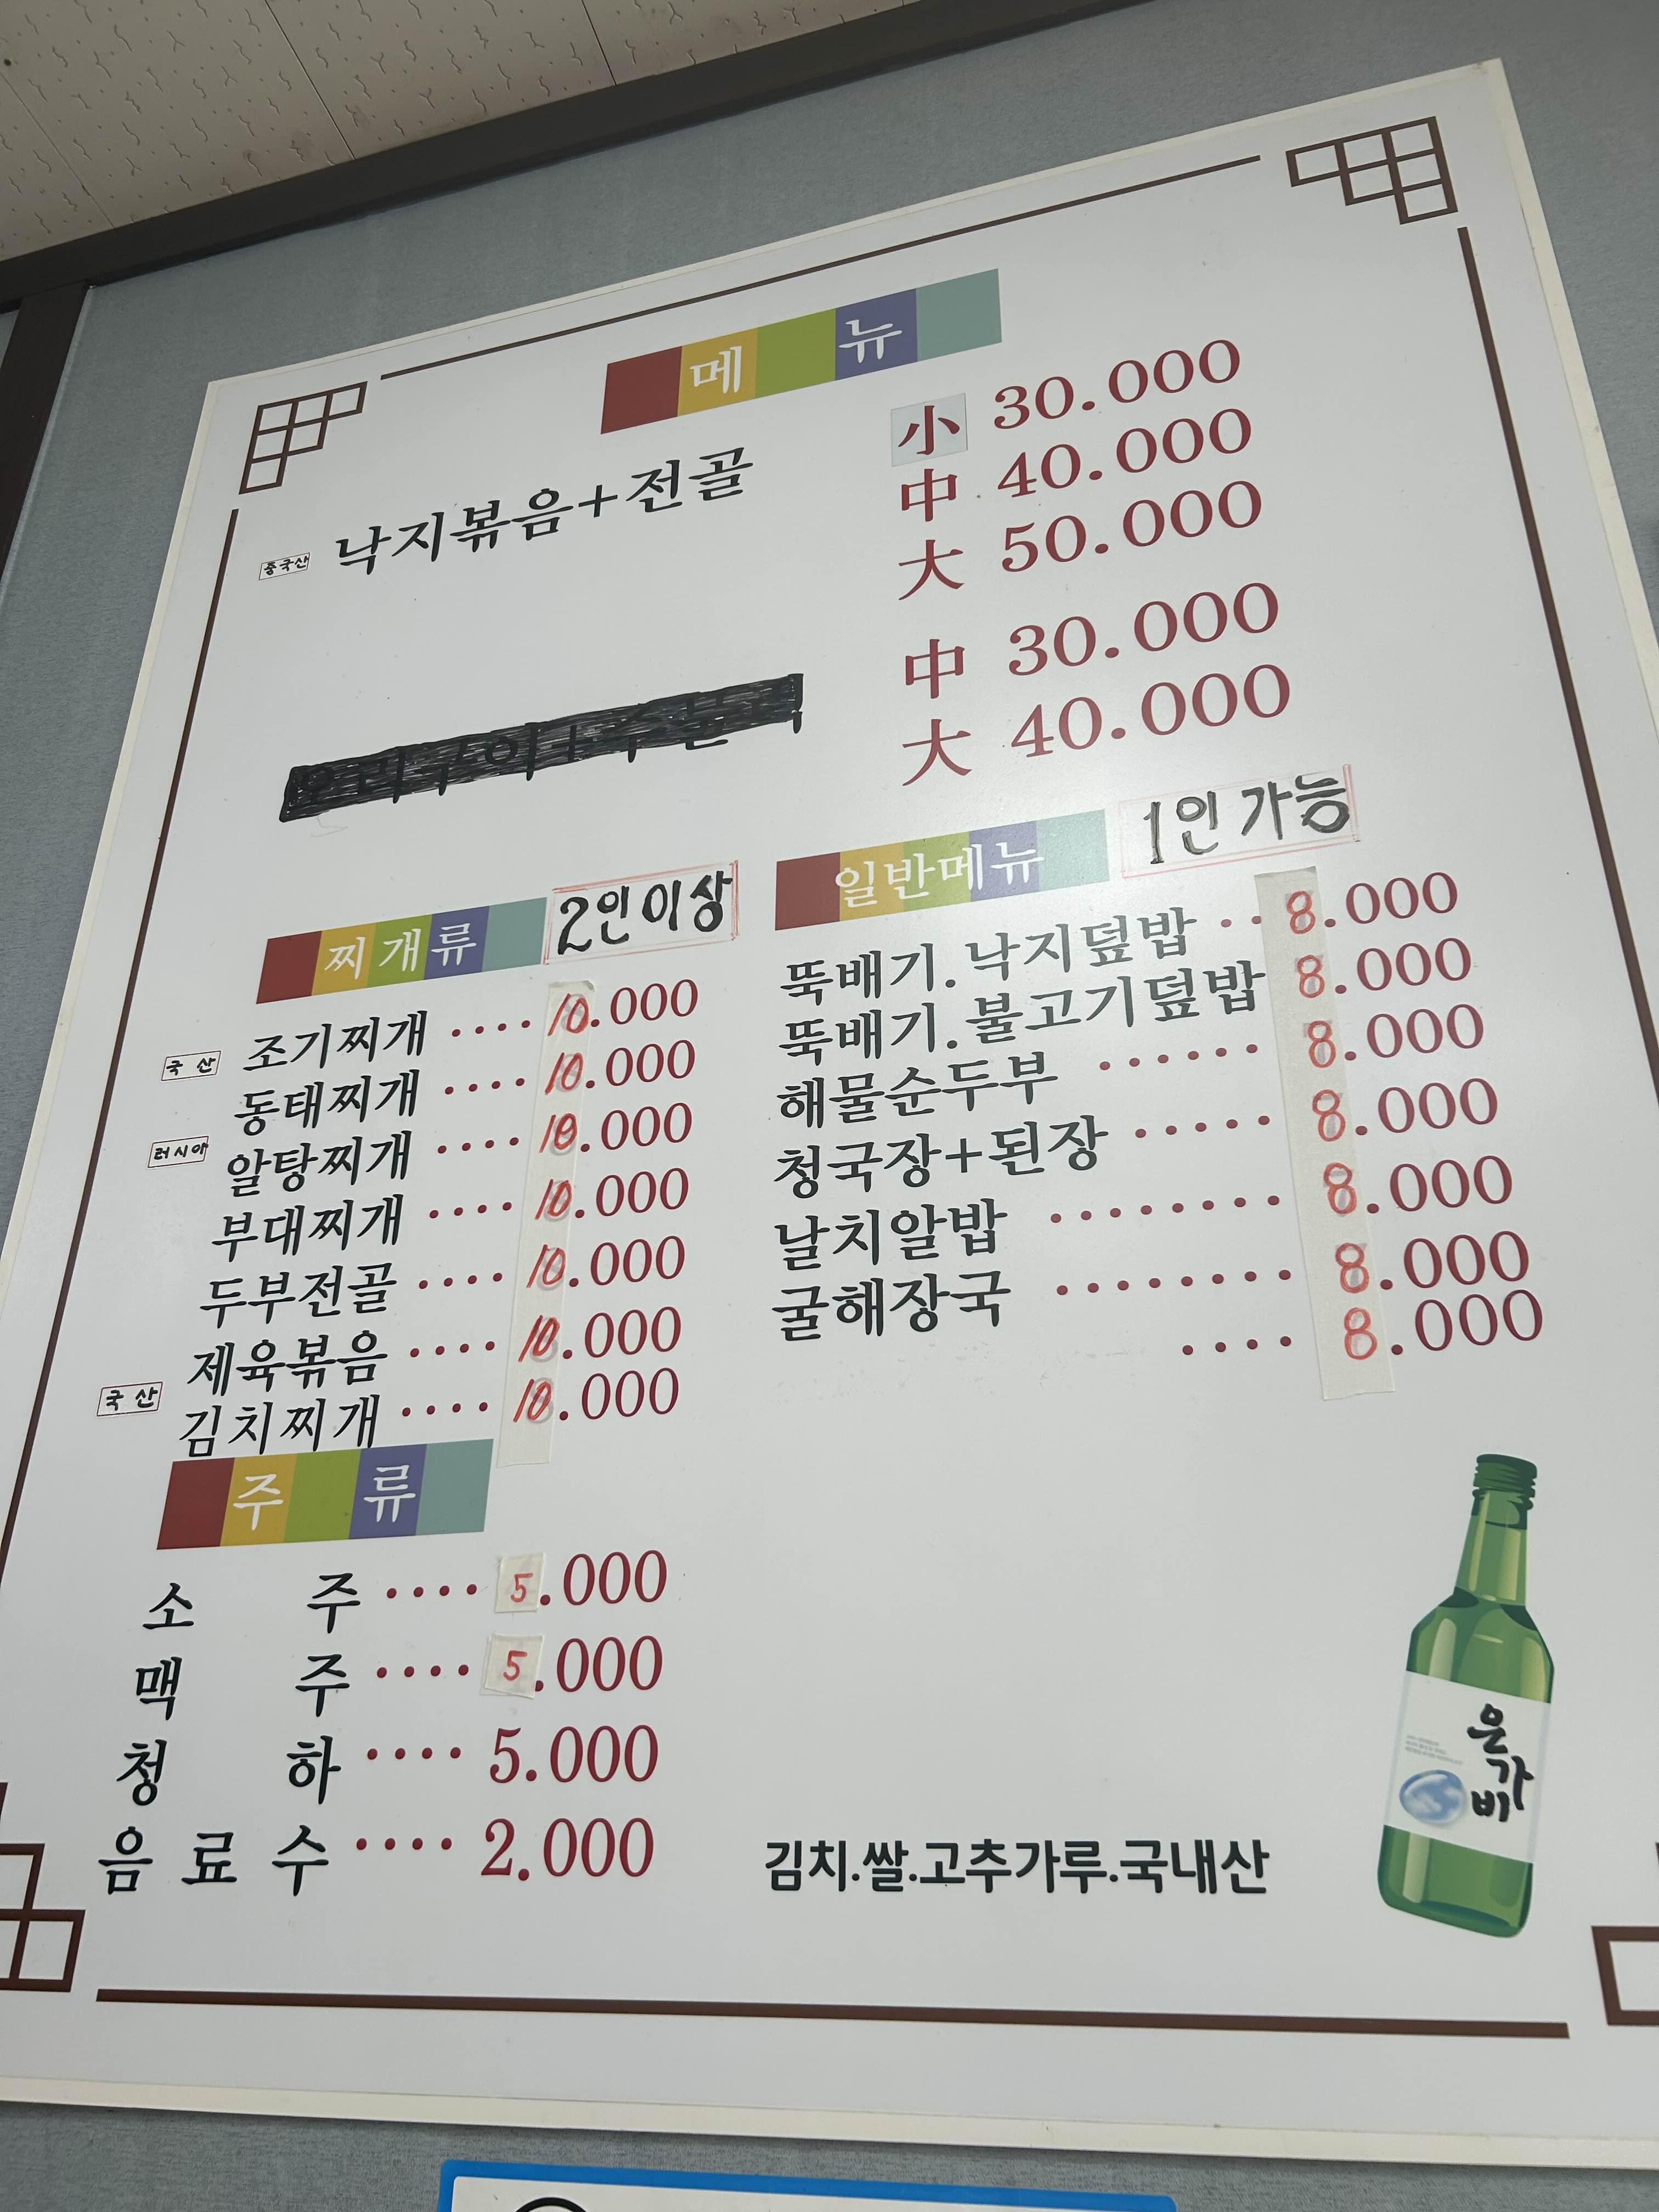 메뉴
중국산 낙지볶음+전골
小 30.000
中 40.000
大 50.000
中 30.000
大 40.000
찌개류 2인이상
국산 조기찌개 .... 10.000
동태찌개 .... 10.000
러시아 알탕찌개 .... 10.000
부대찌개 .... 10.000
두부전골 .... 10.000
제육볶음 .... 10.000
국산 김치찌개 .... 10.000
일반메뉴 1인 가능
뚝배기.낙지덮밥 .. 8.000
뚝배기.불고기덮밥 8.000
해물순두부 ...... 8.000
청국장+된장 ..... 8.000
날치알밥 ........ 8.000
굴해장국 ........ 8.000
.... 8.000
주류
소주 .... 5.000
맥주 .... 5.000
청하 .... 5.000
음료수 .... 2.000
김치.쌀.고추가루.국내산
은가비